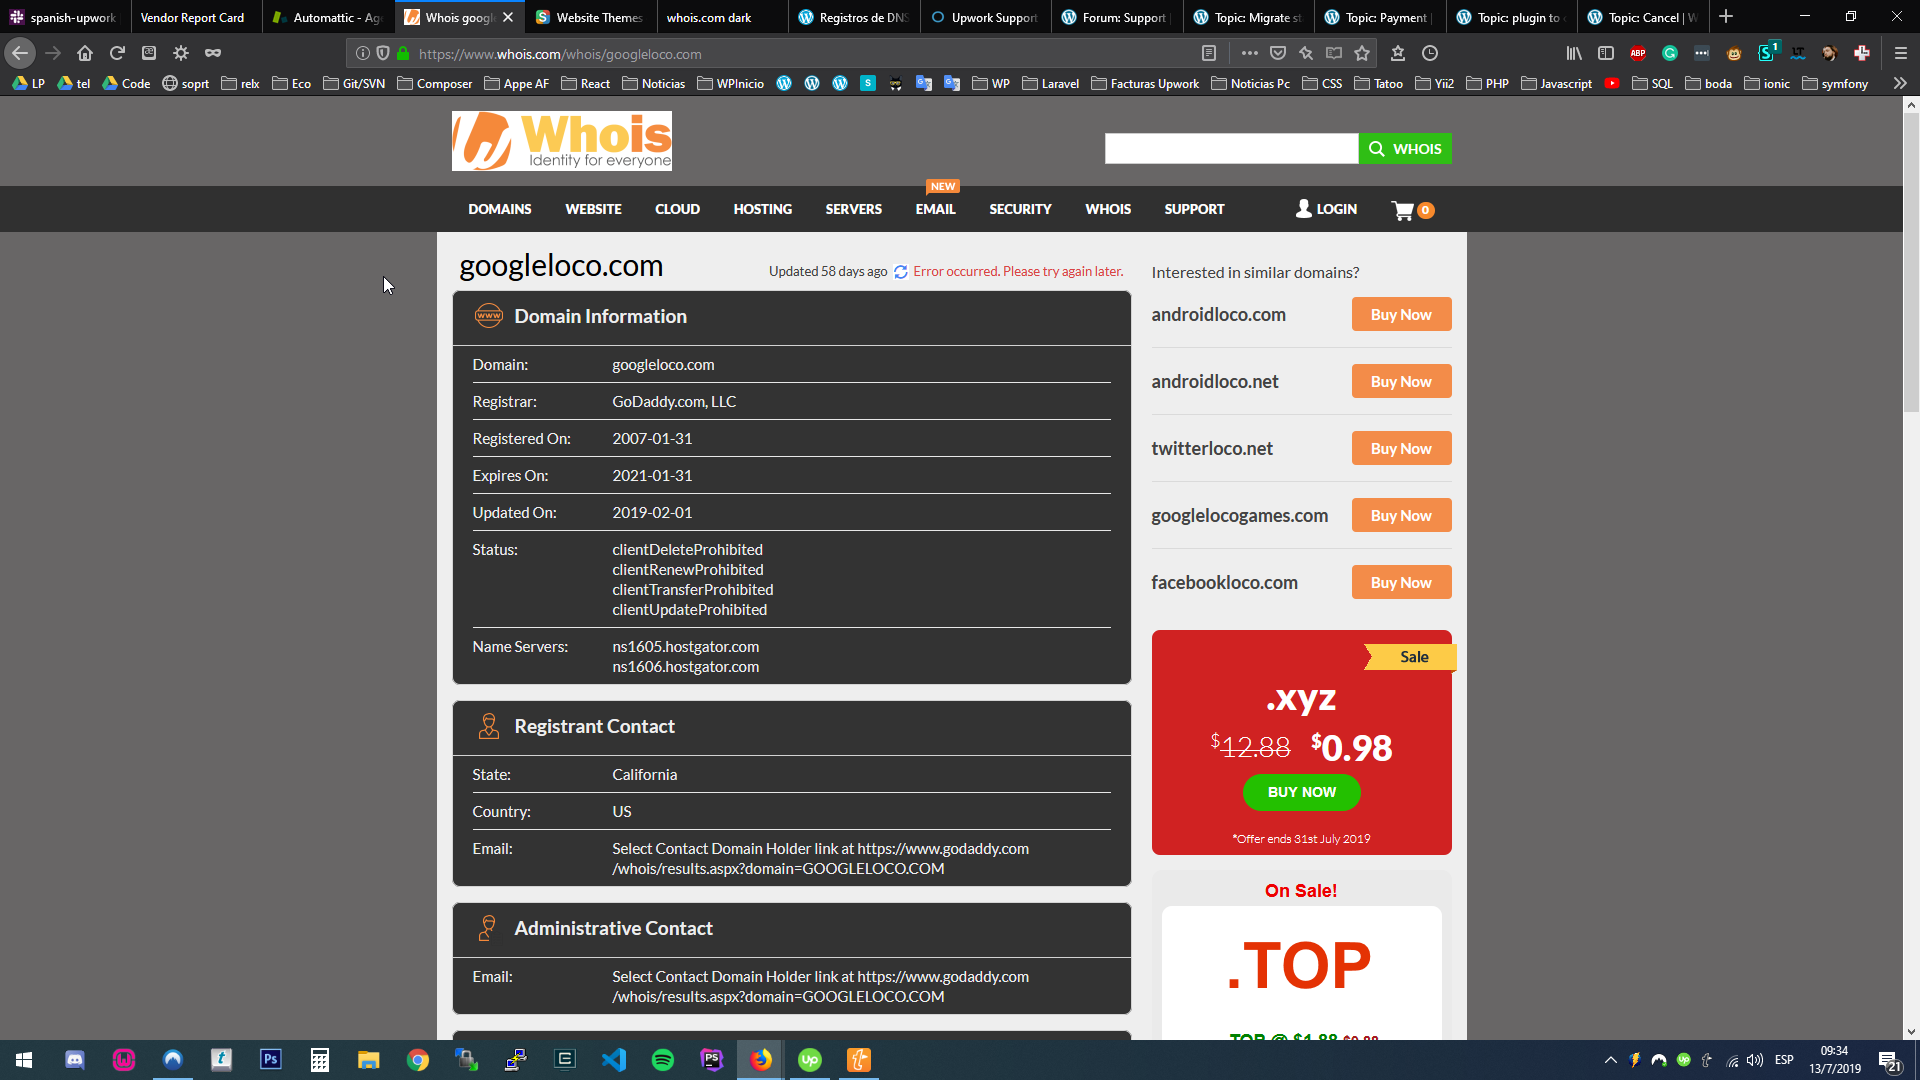 spanish-upwork
Vendor Report Card
Automattic - Age
Whois google
Website Themes
whois.com dark
Registros de DNS
Upwork Support
Forum: Support
Topic: Migrate st
Topic: Payment
Topic: plugin to
Topic: Cancel | W
https://www.whois.com/whois/googleloco.com
LP
tel
Code
soprt
relx
Eco
Git/SVN
Composer
Appe AF
React
Noticias
WPInicio
WP
Laravel
Facturas Upwork
Noticias Pc
CSS
Tatoo
Yii2
PHP
Javascript
SQL
boda
ionic
symfony
Whois
Identity for everyone
WHOIS
NEW
DOMAINS
WEBSITE
CLOUD
HOSTING
SERVERS
EMAIL
SECURITY
WHOIS
SUPPORT
LOGIN
0
googleloco.com
Updated 58 days ago
Error occurred. Please try again later.
Domain Information
Domain: googleloco.com
Registrar: GoDaddy.com, LLC
Registered On: 2007-01-31
Expires On: 2021-01-31
Updated On: 2019-02-01
Status: clientDeleteProhibited
clientRenewProhibited
clientTransferProhibited
clientUpdateProhibited
Name Servers: ns1605.hostgator.com
ns1606.hostgator.com
Registrant Contact
State: California
Country: US
Email: Select Contact Domain Holder link at https://www.godaddy.com
/whois/results.aspx?domain=GOOGLELOCO.COM
Administrative Contact
Email: Select Contact Domain Holder link at https://www.godaddy.com
/whois/results.aspx?domain=GOOGLELOCO.COM
Interested in similar domains?
androidloco.com Buy Now
androidloco.net Buy Now
twitterloco.net Buy Now
googlelocogames.com Buy Now
facebookloco.com Buy Now
Sale
.xyz
$12.88 $0.98
BUY NOW
*Offer ends 31st July 2019
On Sale!
.TOP
.TOP @ $1.88 $9.88
ESP
09:34
13/7/2019
21